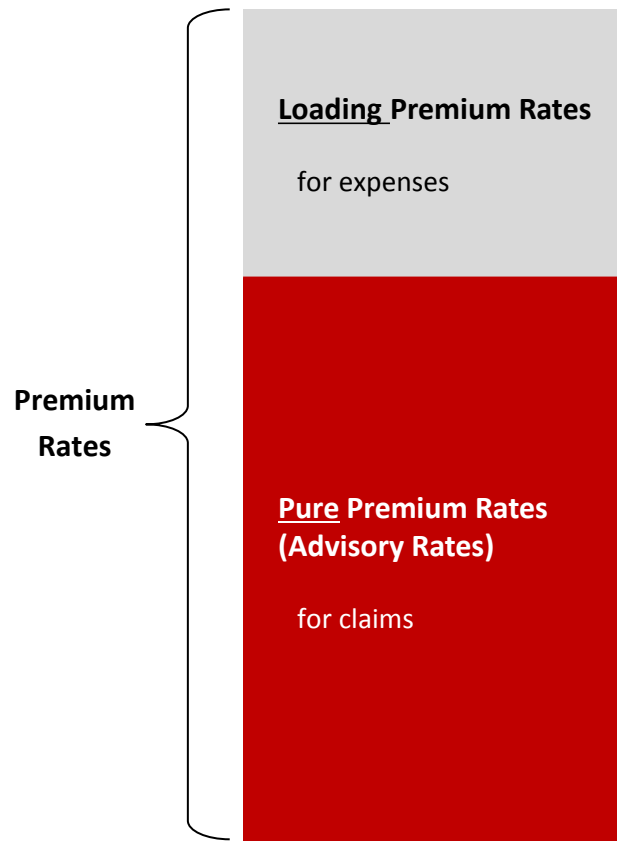 Loading Premium Rates
for expenses
Premium
Rates
Pure Premium Rates
(Advisory Rates)
for claims